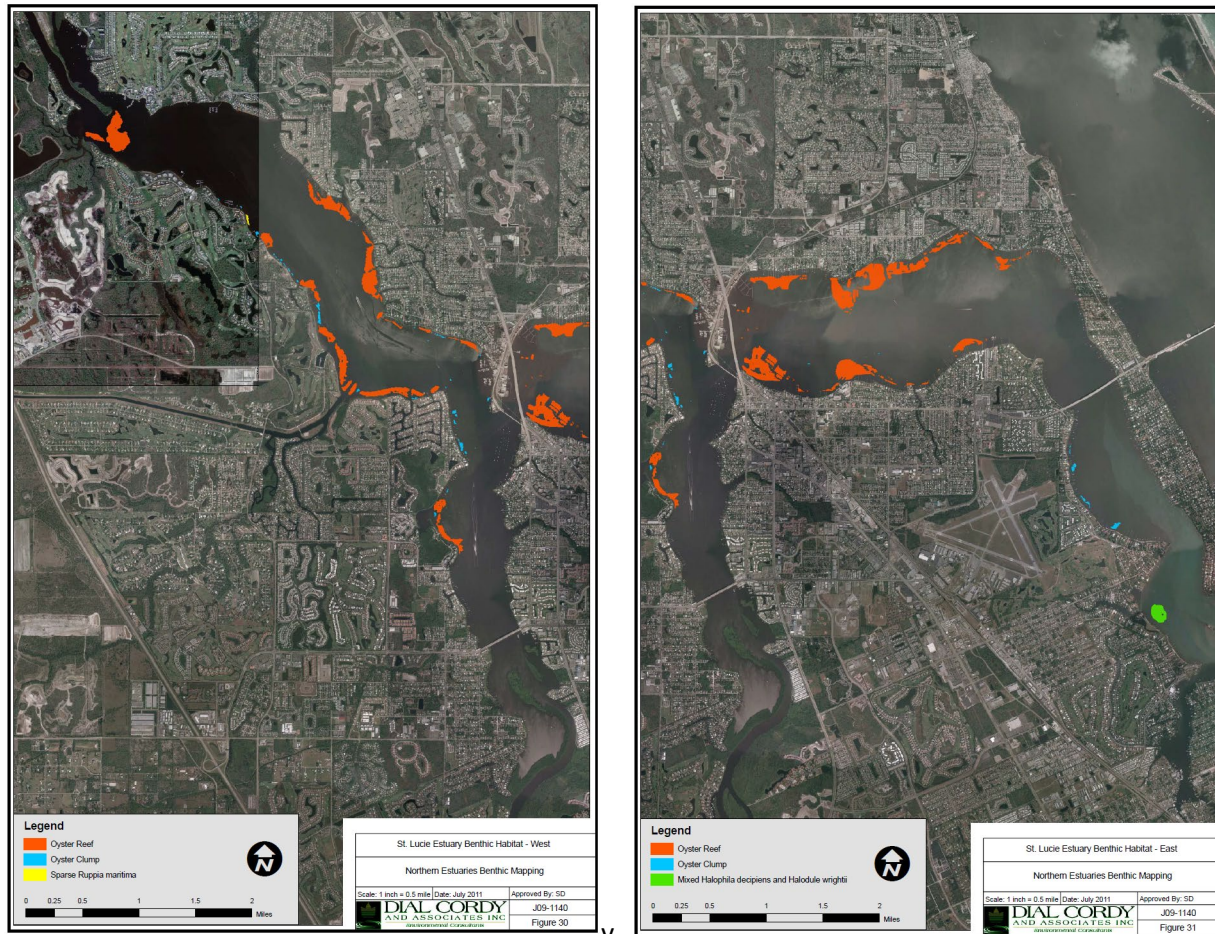 Legend
Oyster Reef
Oyster Clump
Sparse Ruppia maritima
N
0 0.25 0.5 1 1.5 2
Miles
St. Lucie Estuary Benthic Habitat - West
Northern Estuaries Benthic Mapping
Scale: 1 inch = 0.5 mile Date: July 2011 Approved By: SD
DIAL CORDY
AND ASSOCIATES INC
Environmental Consultants
J09-1140
Figure 30
y
Legend
Oyster Reef
Oyster Clump
Mixed Halophila decipiens and Halodule wrightii
N
0 0.25 0.5 1 1.5 2
Miles
St. Lucie Estuary Benthic Habitat - East
Northern Estuaries Benthic Mapping
Scale: 1 inch = 0.5 mile Date: July 2011 Approved By: SD
DIAL CORDY
AND ASSOCIATES INC
Environmental Consultants
J09-1140
Figure 31